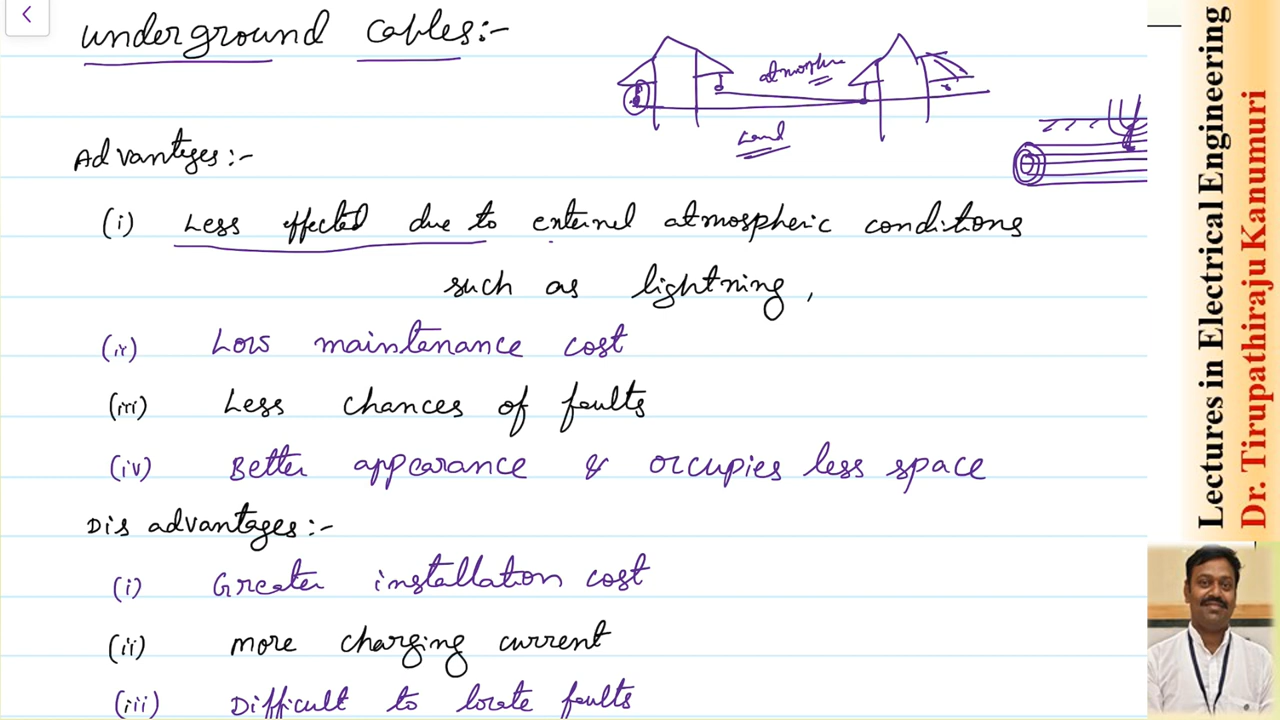 underground cables:-
atmosphere
Land
Advantages:-
(i) Less effected due to external atmospheric conditions
such as lightning,
(ii) Low maintenance cost
(iii) Less chances of faults
(iv) Better appearance & occupies less space
Dis advantages:-
(i) Greater installation cost
(ii) more charging current
(iii) Difficult to locate faults
Lectures in Electrical Engineering
Dr. Tirupathiraju Kanumuri